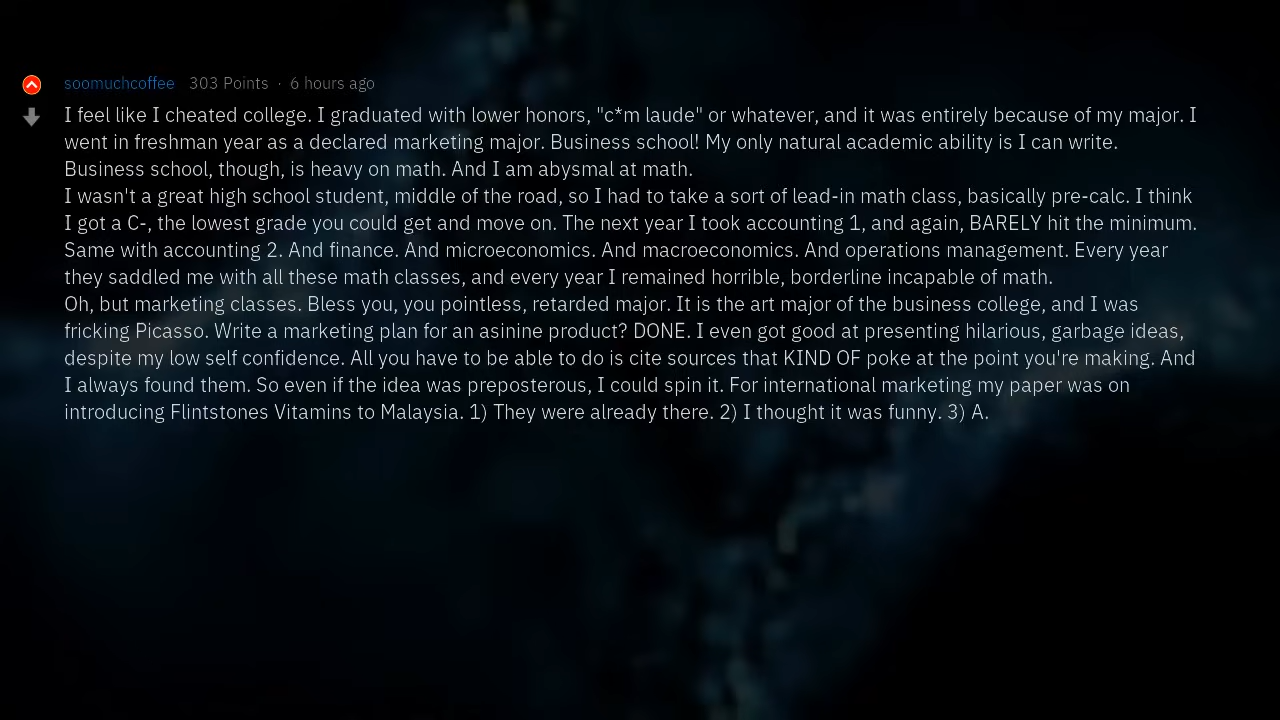 soomuchcoffee 303 Points · 6 hours ago
I feel like I cheated college. I graduated with lower honors, "c*m laude" or whatever, and it was entirely because of my major. I
went in freshman year as a declared marketing major. Business school! My only natural academic ability is I can write.
Business school, though, is heavy on math. And I am abysmal at math.
I wasn't a great high school student, middle of the road, so I had to take a sort of lead-in math class, basically pre-calc. I think
I got a C-, the lowest grade you could get and move on. The next year I took accounting 1, and again, BARELY hit the minimum.
Same with accounting 2. And finance. And microeconomics. And macroeconomics. And operations management. Every year
they saddled me with all these math classes, and every year I remained horrible, borderline incapable of math.
Oh, but marketing classes. Bless you, you pointless, retarded major. It is the art major of the business college, and I was
fricking Picasso. Write a marketing plan for an asinine product? DONE. I even got good at presenting hilarious, garbage ideas,
despite my low self confidence. All you have to be able to do is cite sources that KIND OF poke at the point you're making. And
I always found them. So even if the idea was preposterous, I could spin it. For international marketing my paper was on
introducing Flintstones Vitamins to Malaysia. 1) They were already there. 2) I thought it was funny. 3) A.